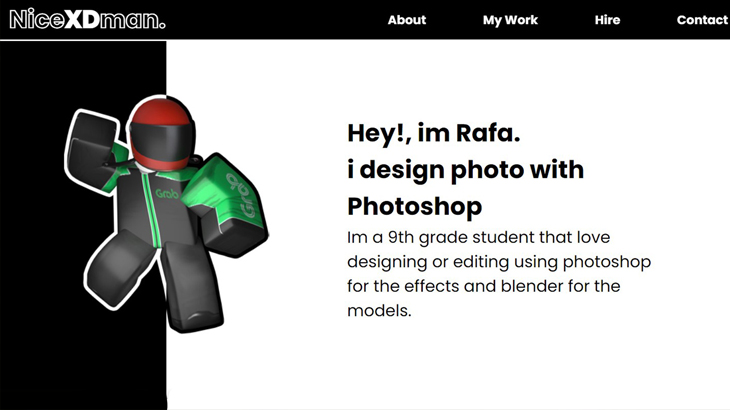 NiceXDman.
About
My Work
Hire
Contact
Hey!, im Rafa.
i design photo with
Photoshop
Im a 9th grade student that love
designing or editing using photoshop
for the effects and blender for the
models.
Grab
Grab